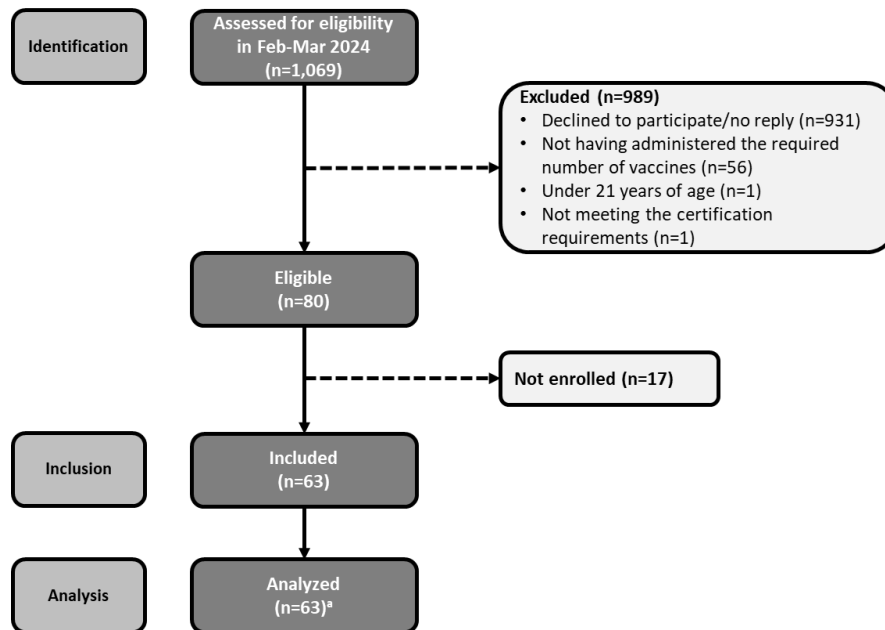 Identification
Assessed for eligibility
in Feb-Mar 2024
(n=1,069)
Excluded (n=989)
• Declined to participate/no reply (n=931)
• Not having administered the required
number of vaccines (n=56)
• Under 21 years of age (n=1)
• Not meeting the certification
requirements (n=1)
Eligible
(n=80)
Not enrolled (n=17)
Inclusion
Included
(n=63)
Analysis
Analyzed
(n=63)ª